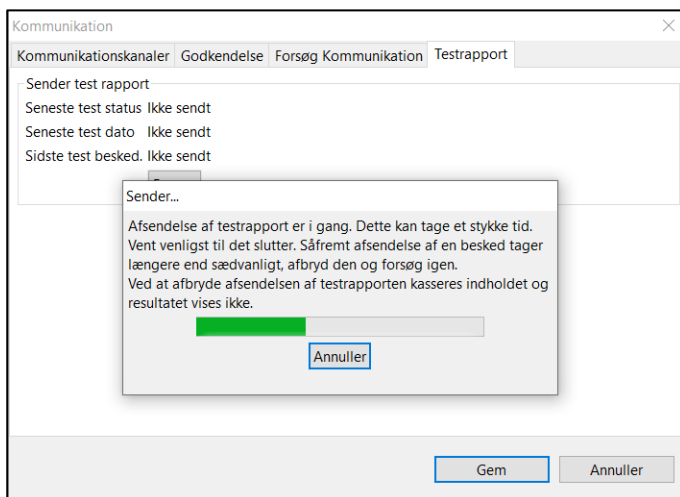 Kommunikation
Kommunikationskanaler Godkendelse Forsøg Kommunikation Testrapport
Sender test rapport
Seneste test status Ikke sendt
Seneste test dato Ikke sendt
Sidste test besked. Ikke sendt
Sender...
Afsendelse af testrapport er i gang. Dette kan tage et stykke tid.
Vent venligst til det slutter. Såfremt afsendelse af en besked tager
længere end sædvanligt, afbryd den og forsøg igen.
Ved at afbryde afsendelsen af testrapporten kasseres indholdet og
resultatet vises ikke.
Annuller
Gem Annuller